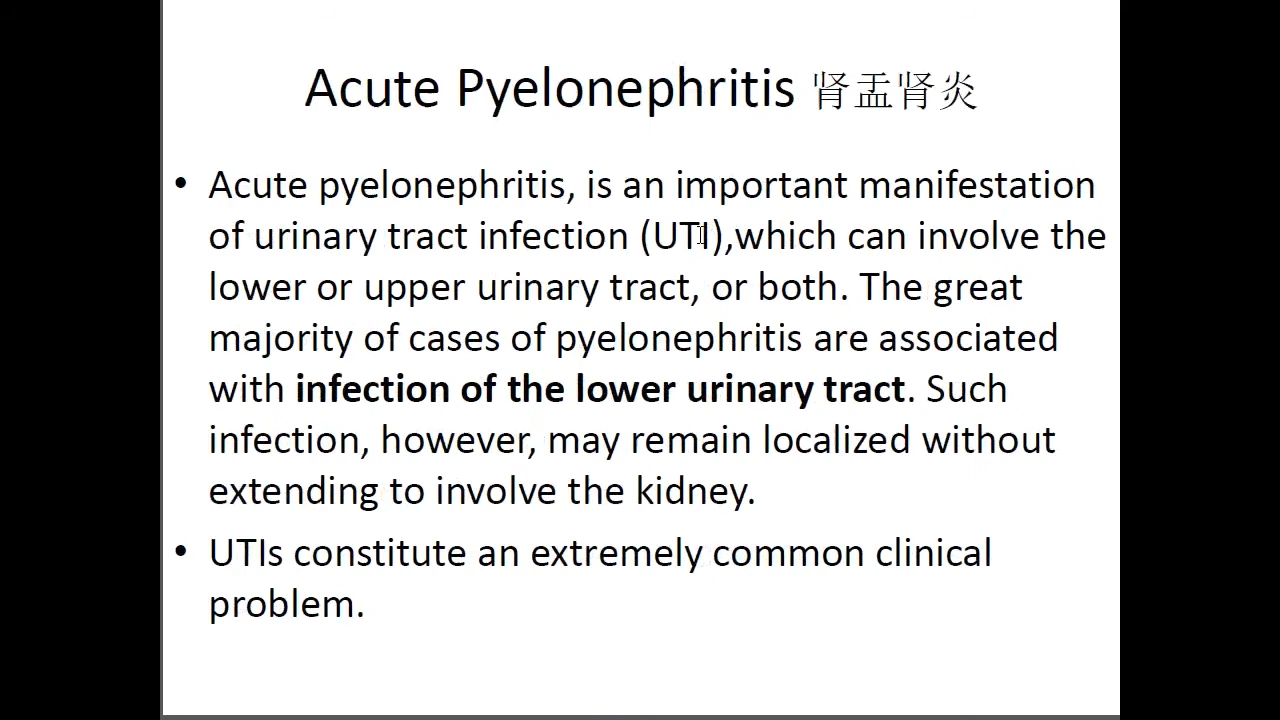 Acute Pyelonephritis 肾盂肾炎
• Acute pyelonephritis, is an important manifestation
of urinary tract infection (UTI),which can involve the
lower or upper urinary tract, or both. The great
majority of cases of pyelonephritis are associated
with infection of the lower urinary tract. Such
infection, however, may remain localized without
extending to involve the kidney.
• UTIs constitute an extremely common clinical
problem.